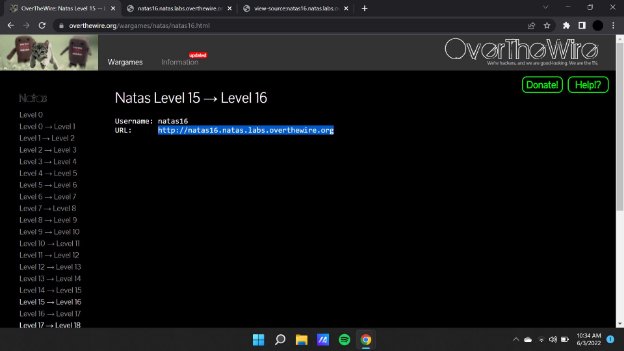 OverTheWire: Natas Level 15 →
natas16.natas.labs.overthewire.o
view-source:natas16.natas.labs.o
overthewire.org/wargames/natas/natas16.html
OverTheWire
We're hackers, and we are good-looking. We are the 1%.
Wargames
Information
updated
Donate!
Help!?
Natas
Level 0
Level 0 → Level 1
Level 1 → Level 2
Level 2 → Level 3
Level 3 → Level 4
Level 4 → Level 5
Level 5 → Level 6
Level 6 → Level 7
Level 7 → Level 8
Level 8 → Level 9
Level 9 → Level 10
Level 10 → Level 11
Level 11 → Level 12
Level 12 → Level 13
Level 13 → Level 14
Level 14 → Level 15
Level 15 → Level 16
Level 16 → Level 17
Level 17 → Level 18
Natas Level 15 → Level 16
Username: natas16
URL: http://natas16.natas.labs.overthewire.org
10:34 AM
6/3/2022